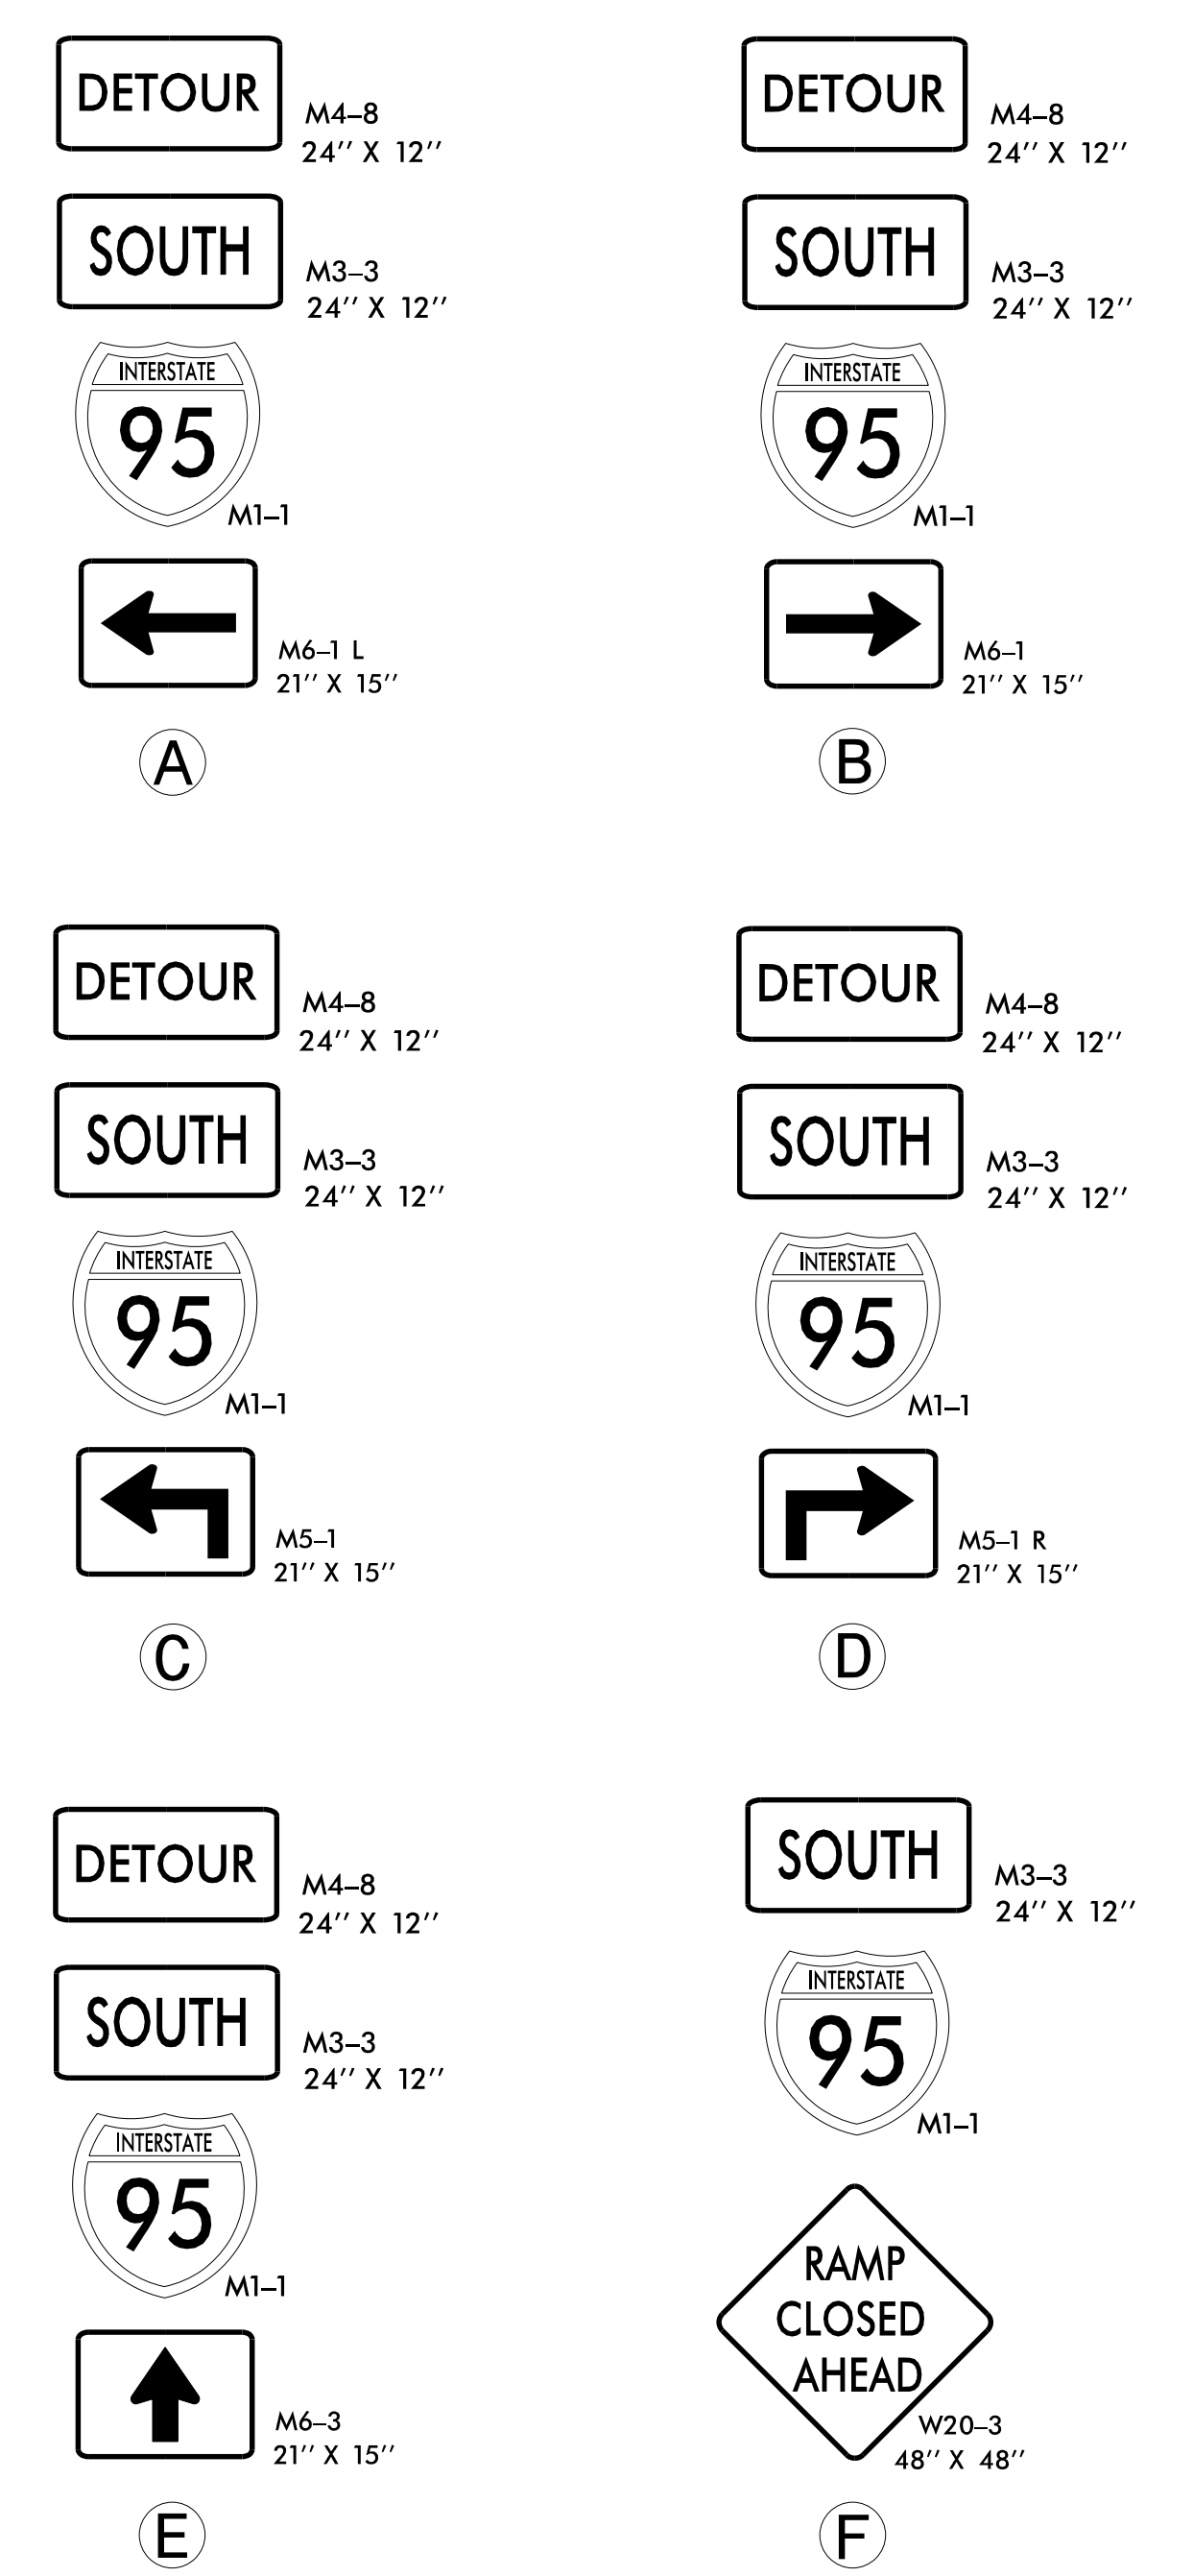 DETOUR
M4–8
24'' X 12''
SOUTH
M3–3
24'' X 12''
INTERSTATE
95
M1–1
M6–1 L
21'' X 15''
A
DETOUR
M4–8
24'' X 12''
SOUTH
M3–3
24'' X 12''
INTERSTATE
95
M1–1
M6–1
21'' X 15''
B
DETOUR
M4–8
24'' X 12''
SOUTH
M3–3
24'' X 12''
INTERSTATE
95
M1–1
M5–1
21'' X 15''
C
DETOUR
M4–8
24'' X 12''
SOUTH
M3–3
24'' X 12''
INTERSTATE
95
M1–1
M5–1 R
21'' X 15''
D
DETOUR
M4–8
24'' X 12''
SOUTH
M3–3
24'' X 12''
INTERSTATE
95
M1–1
M6–3
21'' X 15''
E
SOUTH
M3–3
24'' X 12''
INTERSTATE
95
M1–1
RAMP
CLOSED
AHEAD
W20–3
48'' X 48''
F